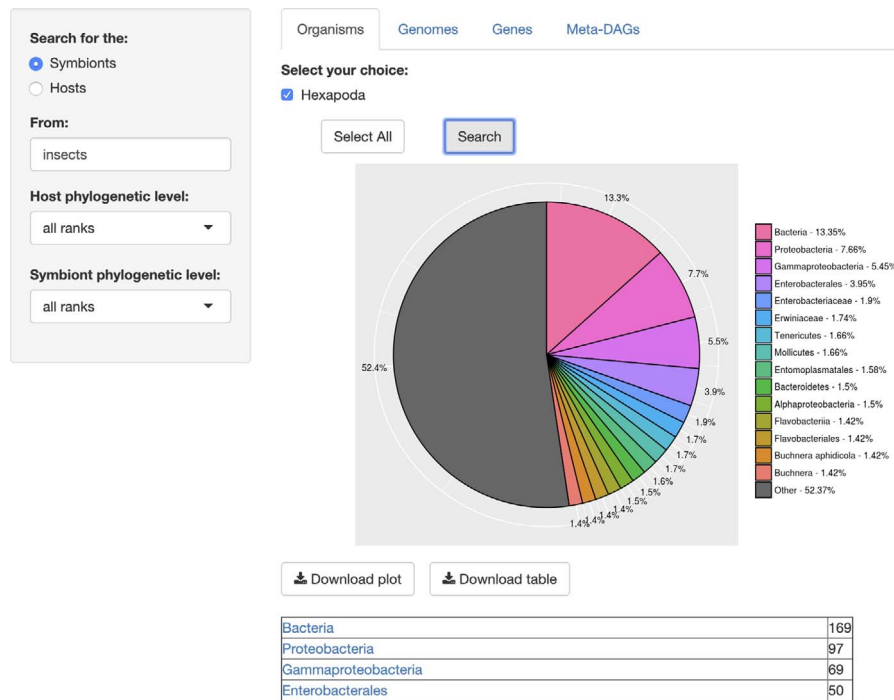 Search for the:
Symbionts
Hosts
From:
insects
Host phylogenetic level:
all ranks
Symbiont phylogenetic level:
all ranks
Organisms Genomes Genes Meta-DAGs
Select your choice:
Hexapoda
Select All Search
13.3%
7.7%
5.5%
3.9%
1.9%
1.7%
1.7%
1.7%
1.6%
1.5%
1.5%
1.4%
1.4%
1.4%
1.4%
52.4%
Bacteria - 13.35%
Proteobacteria - 7.66%
Gammaproteobacteria - 5.45%
Enterobacterales - 3.95%
Enterobacteriaceae - 1.9%
Erwiniaceae - 1.74%
Tenericutes - 1.66%
Mollicutes - 1.66%
Entomoplasmatales - 1.58%
Bacteroidetes - 1.5%
Alphaproteobacteria - 1.5%
Flavobacteriia - 1.42%
Flavobacteriales - 1.42%
Buchnera aphidicola - 1.42%
Buchnera - 1.42%
Other - 52.37%
Download plot Download table
Bacteria 169
Proteobacteria 97
Gammaproteobacteria 69
Enterobacterales 50